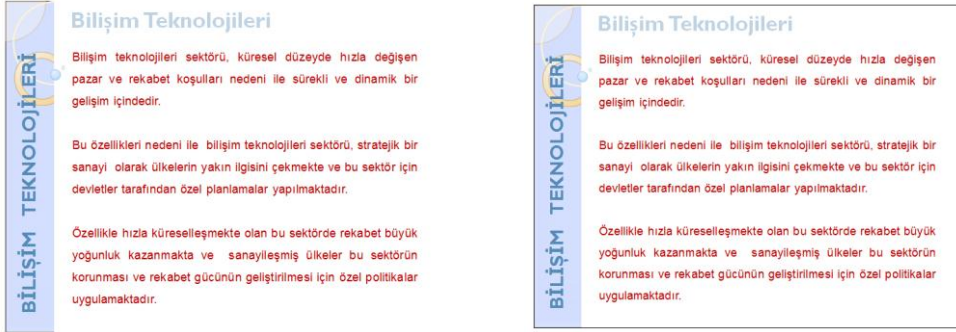 BİLİŞİM TEKNOLOJİLERİ
Bilişim Teknolojileri
Bilişim teknolojileri sektörü, küresel düzeyde hızla değişen
pazar ve rekabet koşulları nedeni ile sürekli ve dinamik bir
gelişim içindedir.
Bu özellikleri nedeni ile bilişim teknolojileri sektörü, stratejik bir
sanayi olarak ülkelerin yakın ilgisini çekmekte ve bu sektör için
devletler tarafından özel planlamalar yapılmaktadır.
Özellikle hızla küreselleşmekte olan bu sektörde rekabet büyük
yoğunluk kazanmakta ve sanayileşmiş ülkeler bu sektörün
korunması ve rekabet gücünün geliştirilmesi için özel politikalar
uygulamaktadır.
BİLİŞİM TEKNOLOJİLERİ
Bilişim Teknolojileri
Bilişim teknolojileri sektörü, küresel düzeyde hızla değişen
pazar ve rekabet koşulları nedeni ile sürekli ve dinamik bir
gelişim içindedir.
Bu özellikleri nedeni ile bilişim teknolojileri sektörü, stratejik bir
sanayi olarak ülkelerin yakın ilgisini çekmekte ve bu sektör için
devletler tarafından özel planlamalar yapılmaktadır.
Özellikle hızla küreselleşmekte olan bu sektörde rekabet büyük
yoğunluk kazanmakta ve sanayileşmiş ülkeler bu sektörün
korunması ve rekabet gücünün geliştirilmesi için özel politikalar
uygulamaktadır.